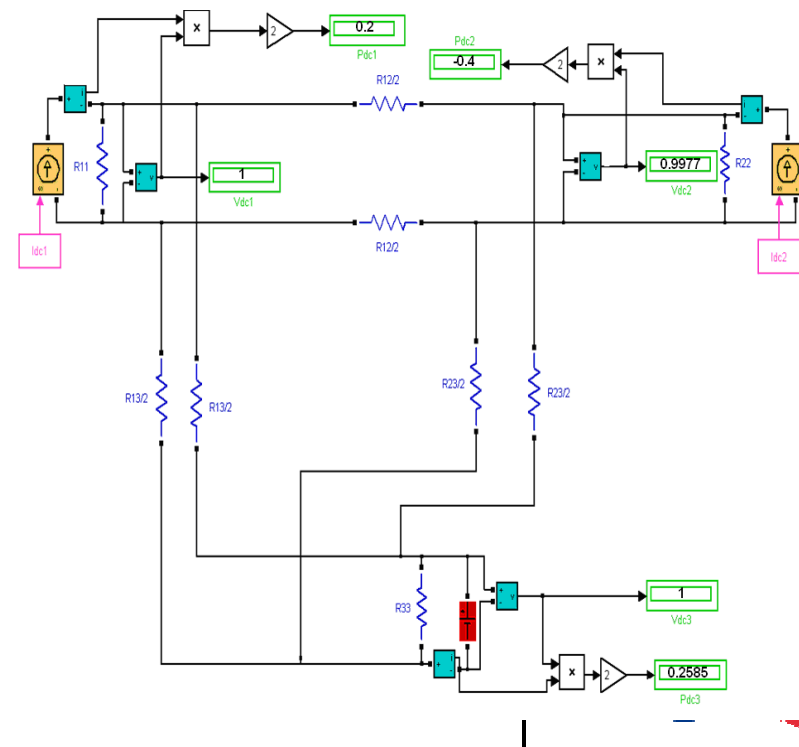 x
2
0.2
Pdc1
Pdc2
-0.4
2
x
R12/2
+
-
i
R11
+
-
v
1
Vdc1
+
-
v
0.9977
Vdc2
R22
i
-
+
Idc1
R12/2
Idc2
R13/2
R13/2
R23/2
R23/2
R33
+
-
v
1
Vdc3
+
i
-
x
2
0.2585
Pdc3